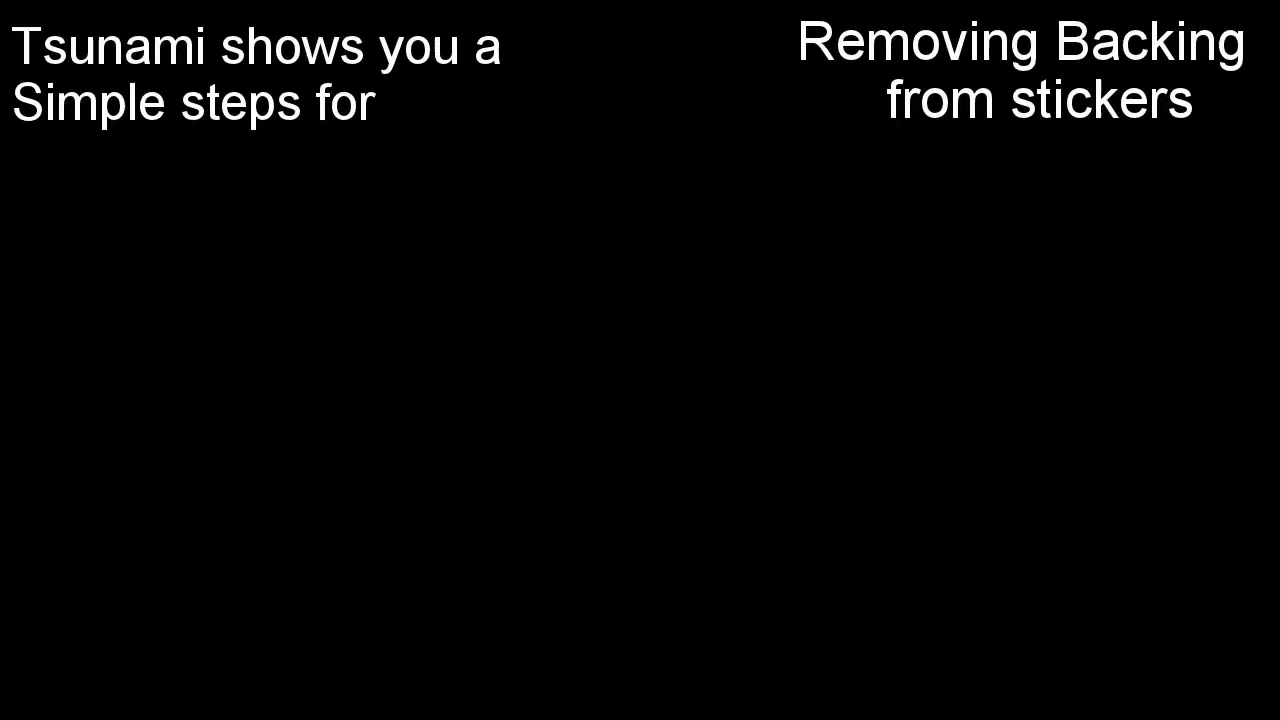 Tsunami shows you a
Simple steps for
Removing Backing
from stickers